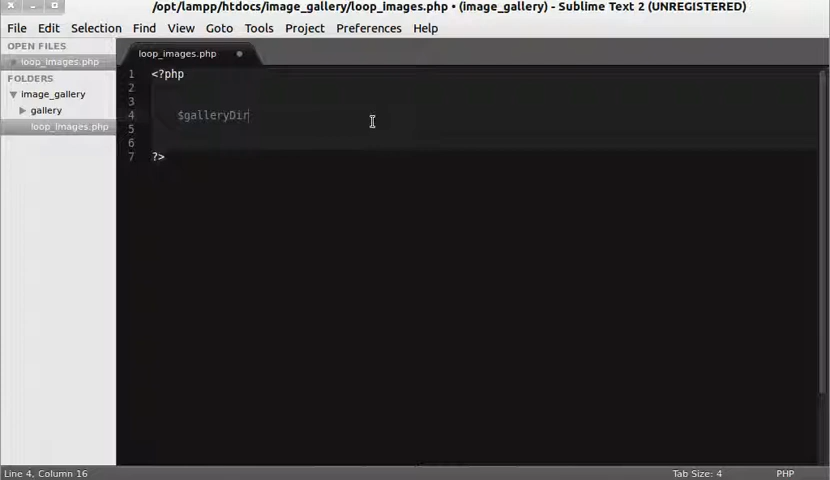 /opt/lampp/htdocs/image_gallery/loop_images.php • (image_gallery) - Sublime Text 2 (UNREGISTERED)
File Edit Selection Find View Goto Tools Project Preferences Help
OPEN FILES
loop_images.php
FOLDERS
image_gallery
gallery
loop_images.php
loop_images.php
1 <?php
2
3
4 $galleryDir
5
6
7 ?>
Line 4, Column 16
Tab Size: 4
PHP